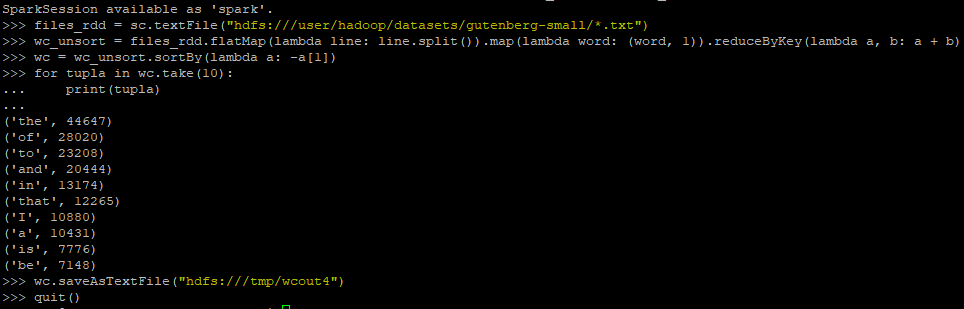 SparkSession available as 'spark'.
>>> files_rdd = sc.textFile("hdfs:///user/hadoop/datasets/gutenberg-small/*.txt")
>>> wc_unsort = files_rdd.flatMap(lambda line: line.split()).map(lambda word: (word, 1)).reduceByKey(lambda a, b: a + b)
>>> wc = wc_unsort.sortBy(lambda a: -a[1])
>>> for tupla in wc.take(10):
...     print(tupla)
...
('the', 44647)
('of', 28020)
('to', 23208)
('and', 20444)
('in', 13174)
('that', 12265)
('I', 10880)
('a', 10431)
('is', 7776)
('be', 7148)
>>> wc.saveAsTextFile("hdfs:///tmp/wcout4")
>>> quit()